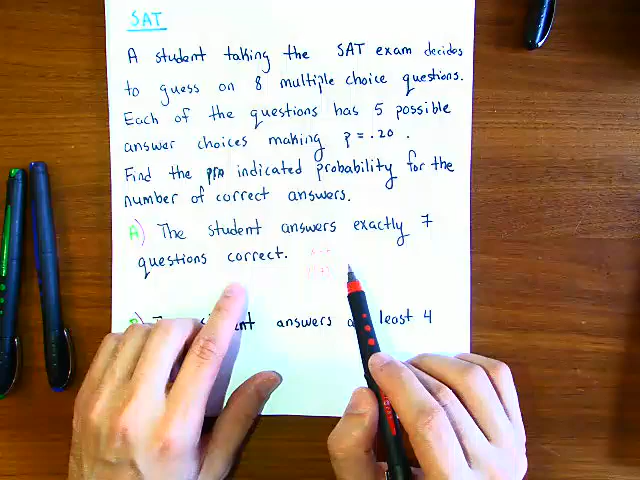 SAT
A student taking the SAT exam decides
to guess on 8 multiple choice questions.
Each of the questions has 5 possible
answer choices making p = .20 .
Find the indicated probability for the
number of correct answers.
A) The student answers exactly 7
questions correct.
answers least 4